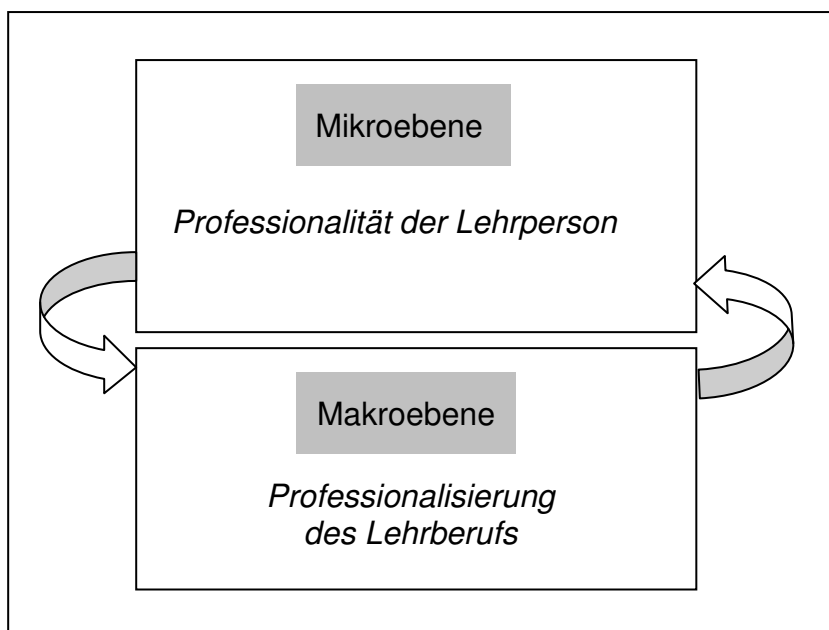 Mikroebene
Professionalität der Lehrperson
Makroebene
Professionalisierung
des Lehrberufs